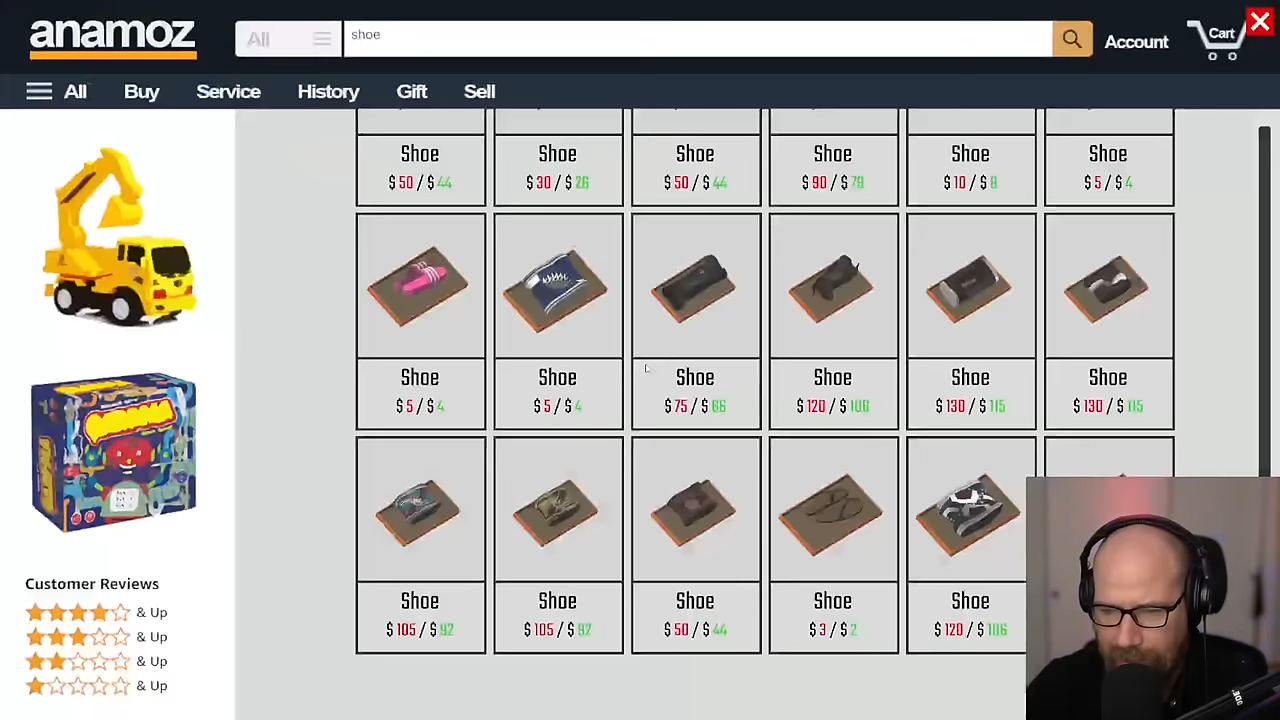 anamoz
All
shoe
Account
Cart
All Buy Service History Gift Sell
Shoe Shoe Shoe Shoe Shoe Shoe
$ 50 / $ 44 $ 30 / $ 26 $ 50 / $ 44 $ 90 / $ 79 $ 10 / $ 8 $ 5 / $ 4
Shoe Shoe Shoe Shoe Shoe Shoe
$ 5 / $ 4 $ 5 / $ 4 $ 75 / $ 66 $ 120 / $ 106 $ 130 / $ 115 $ 130 / $ 115
Shoe Shoe Shoe Shoe Shoe
$ 105 / $ 92 $ 105 / $ 92 $ 50 / $ 44 $ 3 / $ 2 $ 120 / $ 106
Customer Reviews
& Up
& Up
& Up
& Up